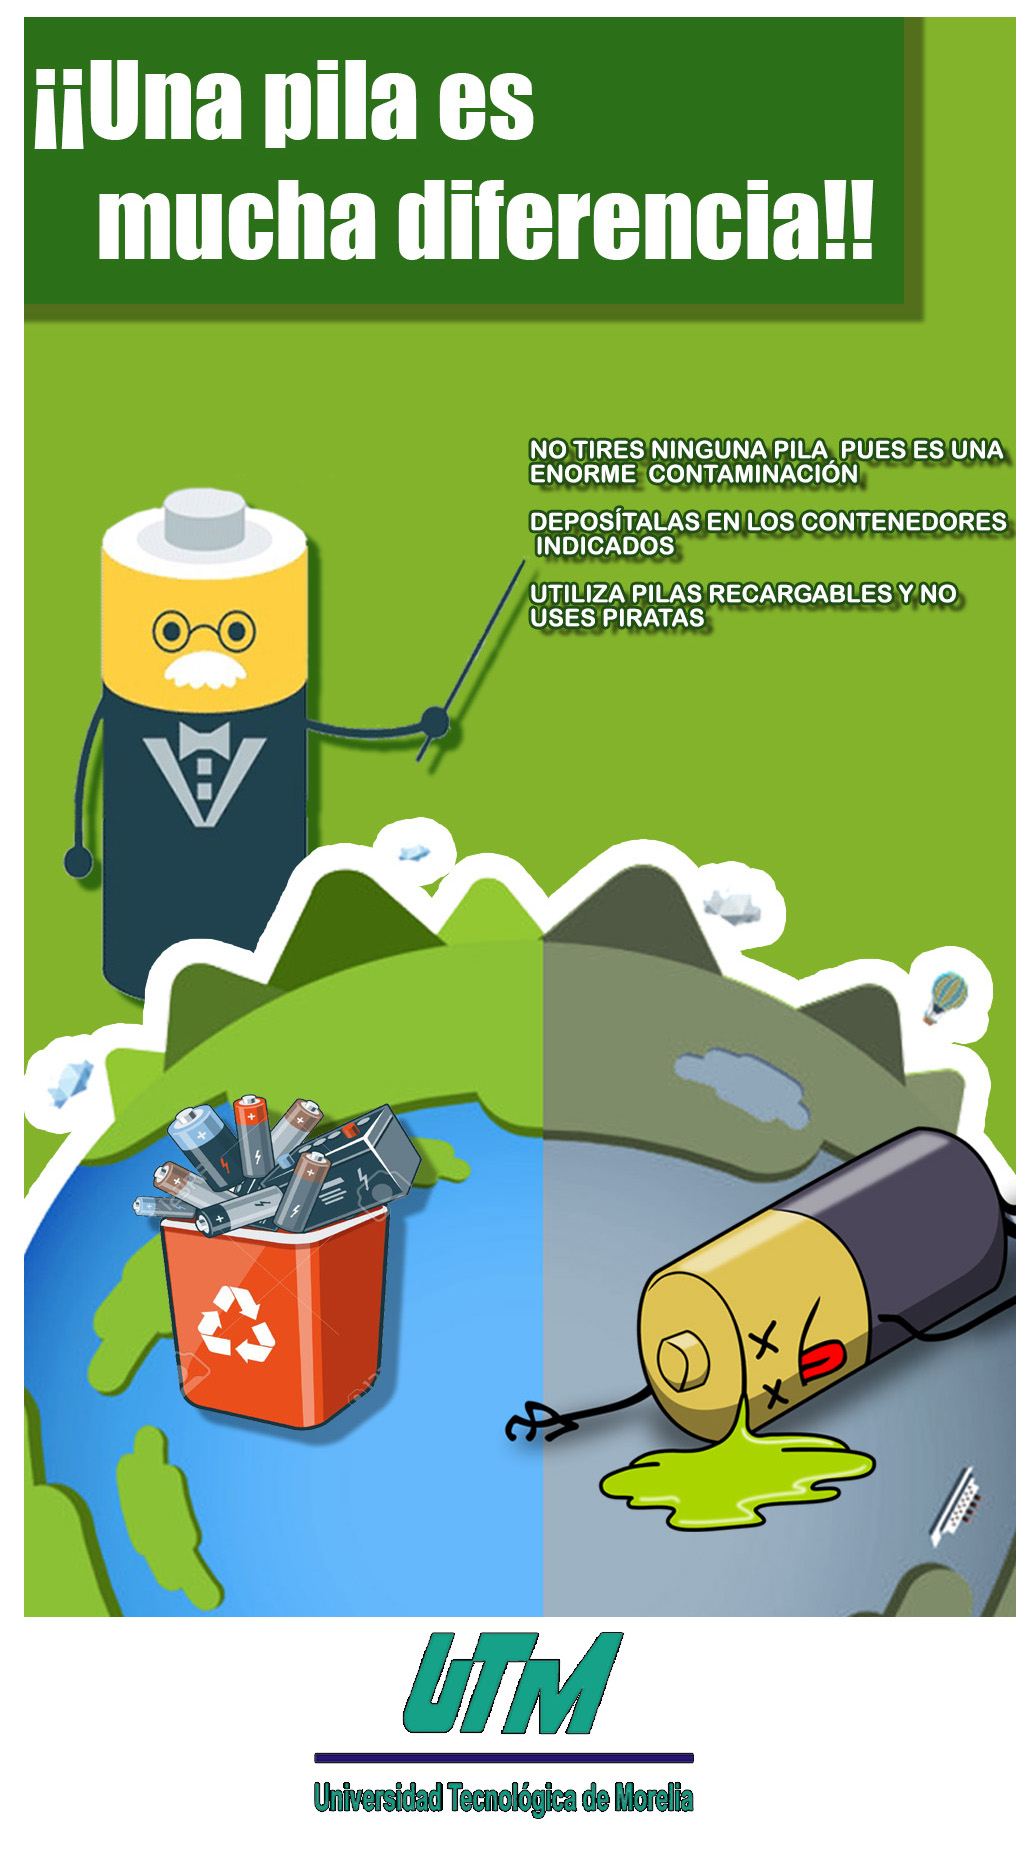 ¡¡Una pila es
mucha diferencia!!
NO TIRES NINGUNA PILA PUES ES UNA
ENORME CONTAMINACIÓN
DEPOSÍTALAS EN LOS CONTENEDORES
INDICADOS
UTILIZA PILAS RECARGABLES Y NO
USES PIRATAS
UTM
Universidad Tecnológica de Morelia